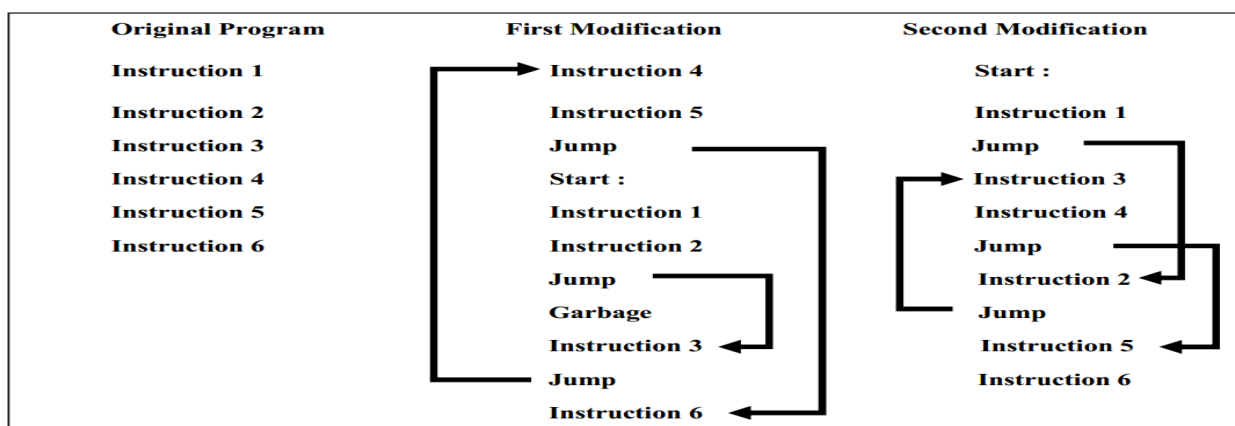 Original Program
Instruction 1
Instruction 2
Instruction 3
Instruction 4
Instruction 5
Instruction 6
First Modification
Instruction 4
Instruction 5
Jump
Start :
Instruction 1
Instruction 2
Jump
Garbage
Instruction 3
Jump
Instruction 6
Second Modification
Start :
Instruction 1
Jump
Instruction 3
Instruction 4
Jump
Instruction 2
Jump
Instruction 5
Instruction 6